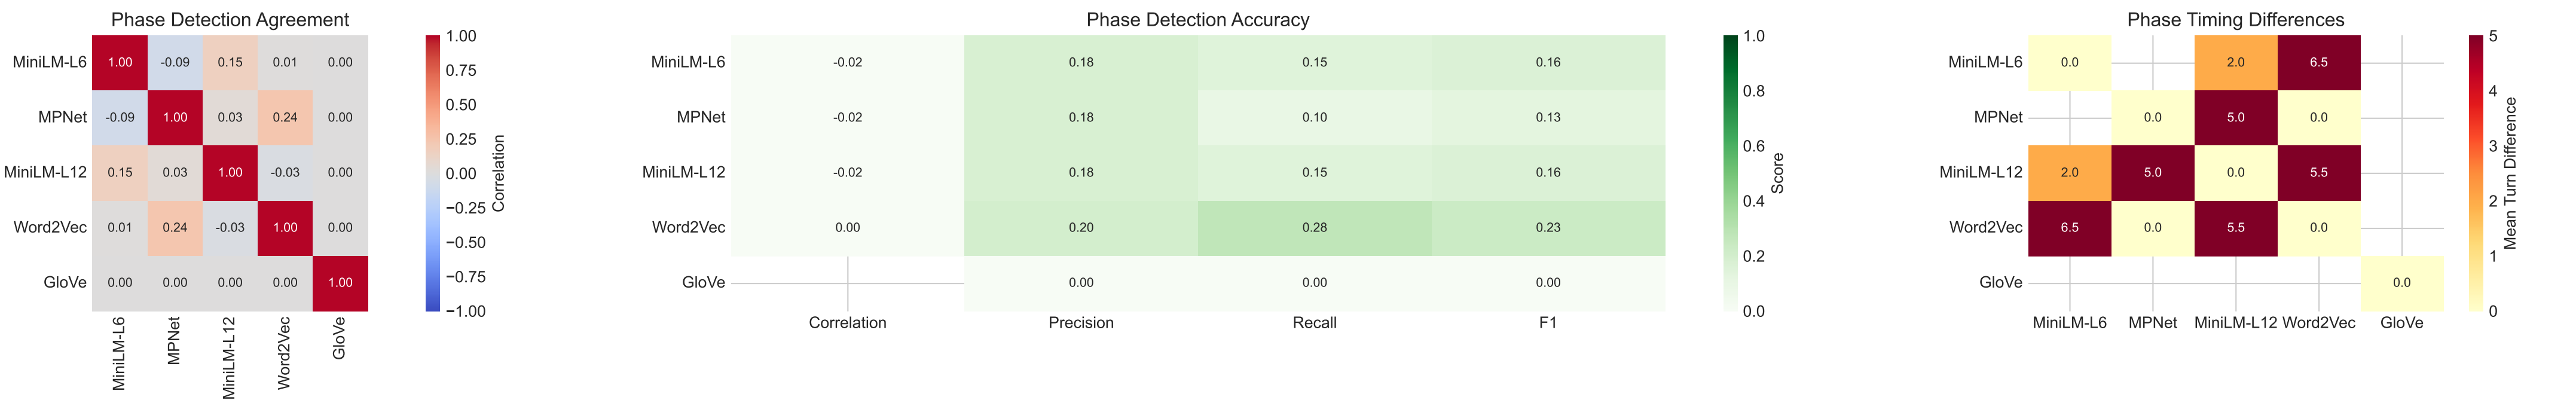 Phase Detection Agreement
MiniLM-L6 1.00 -0.09 0.15 0.01 0.00
MPNet -0.09 1.00 0.03 0.24 0.00
MiniLM-L12 0.15 0.03 1.00 -0.03 0.00
Word2Vec 0.01 0.24 -0.03 1.00 0.00
GloVe 0.00 0.00 0.00 0.00 1.00
MiniLM-L6 MPNet MiniLM-L12 Word2Vec GloVe
1.00
0.75
0.50
0.25
0.00
−0.25
−0.50
−0.75
−1.00
Correlation
Phase Detection Accuracy
MiniLM-L6 -0.02 0.18 0.15 0.16
MPNet -0.02 0.18 0.10 0.13
MiniLM-L12 -0.02 0.18 0.15 0.16
Word2Vec 0.00 0.20 0.28 0.23
GloVe 0.00 0.00 0.00
Correlation Precision Recall F1
1.0
0.8
0.6
0.4
0.2
0.0
Score
Phase Timing Differences
MiniLM-L6 0.0 2.0 6.5
MPNet 0.0 5.0 0.0
MiniLM-L12 2.0 5.0 0.0 5.5
Word2Vec 6.5 0.0 5.5 0.0
GloVe 0.0
MiniLM-L6 MPNet MiniLM-L12 Word2Vec GloVe
5
4
3
2
1
0
Mean Turn Difference